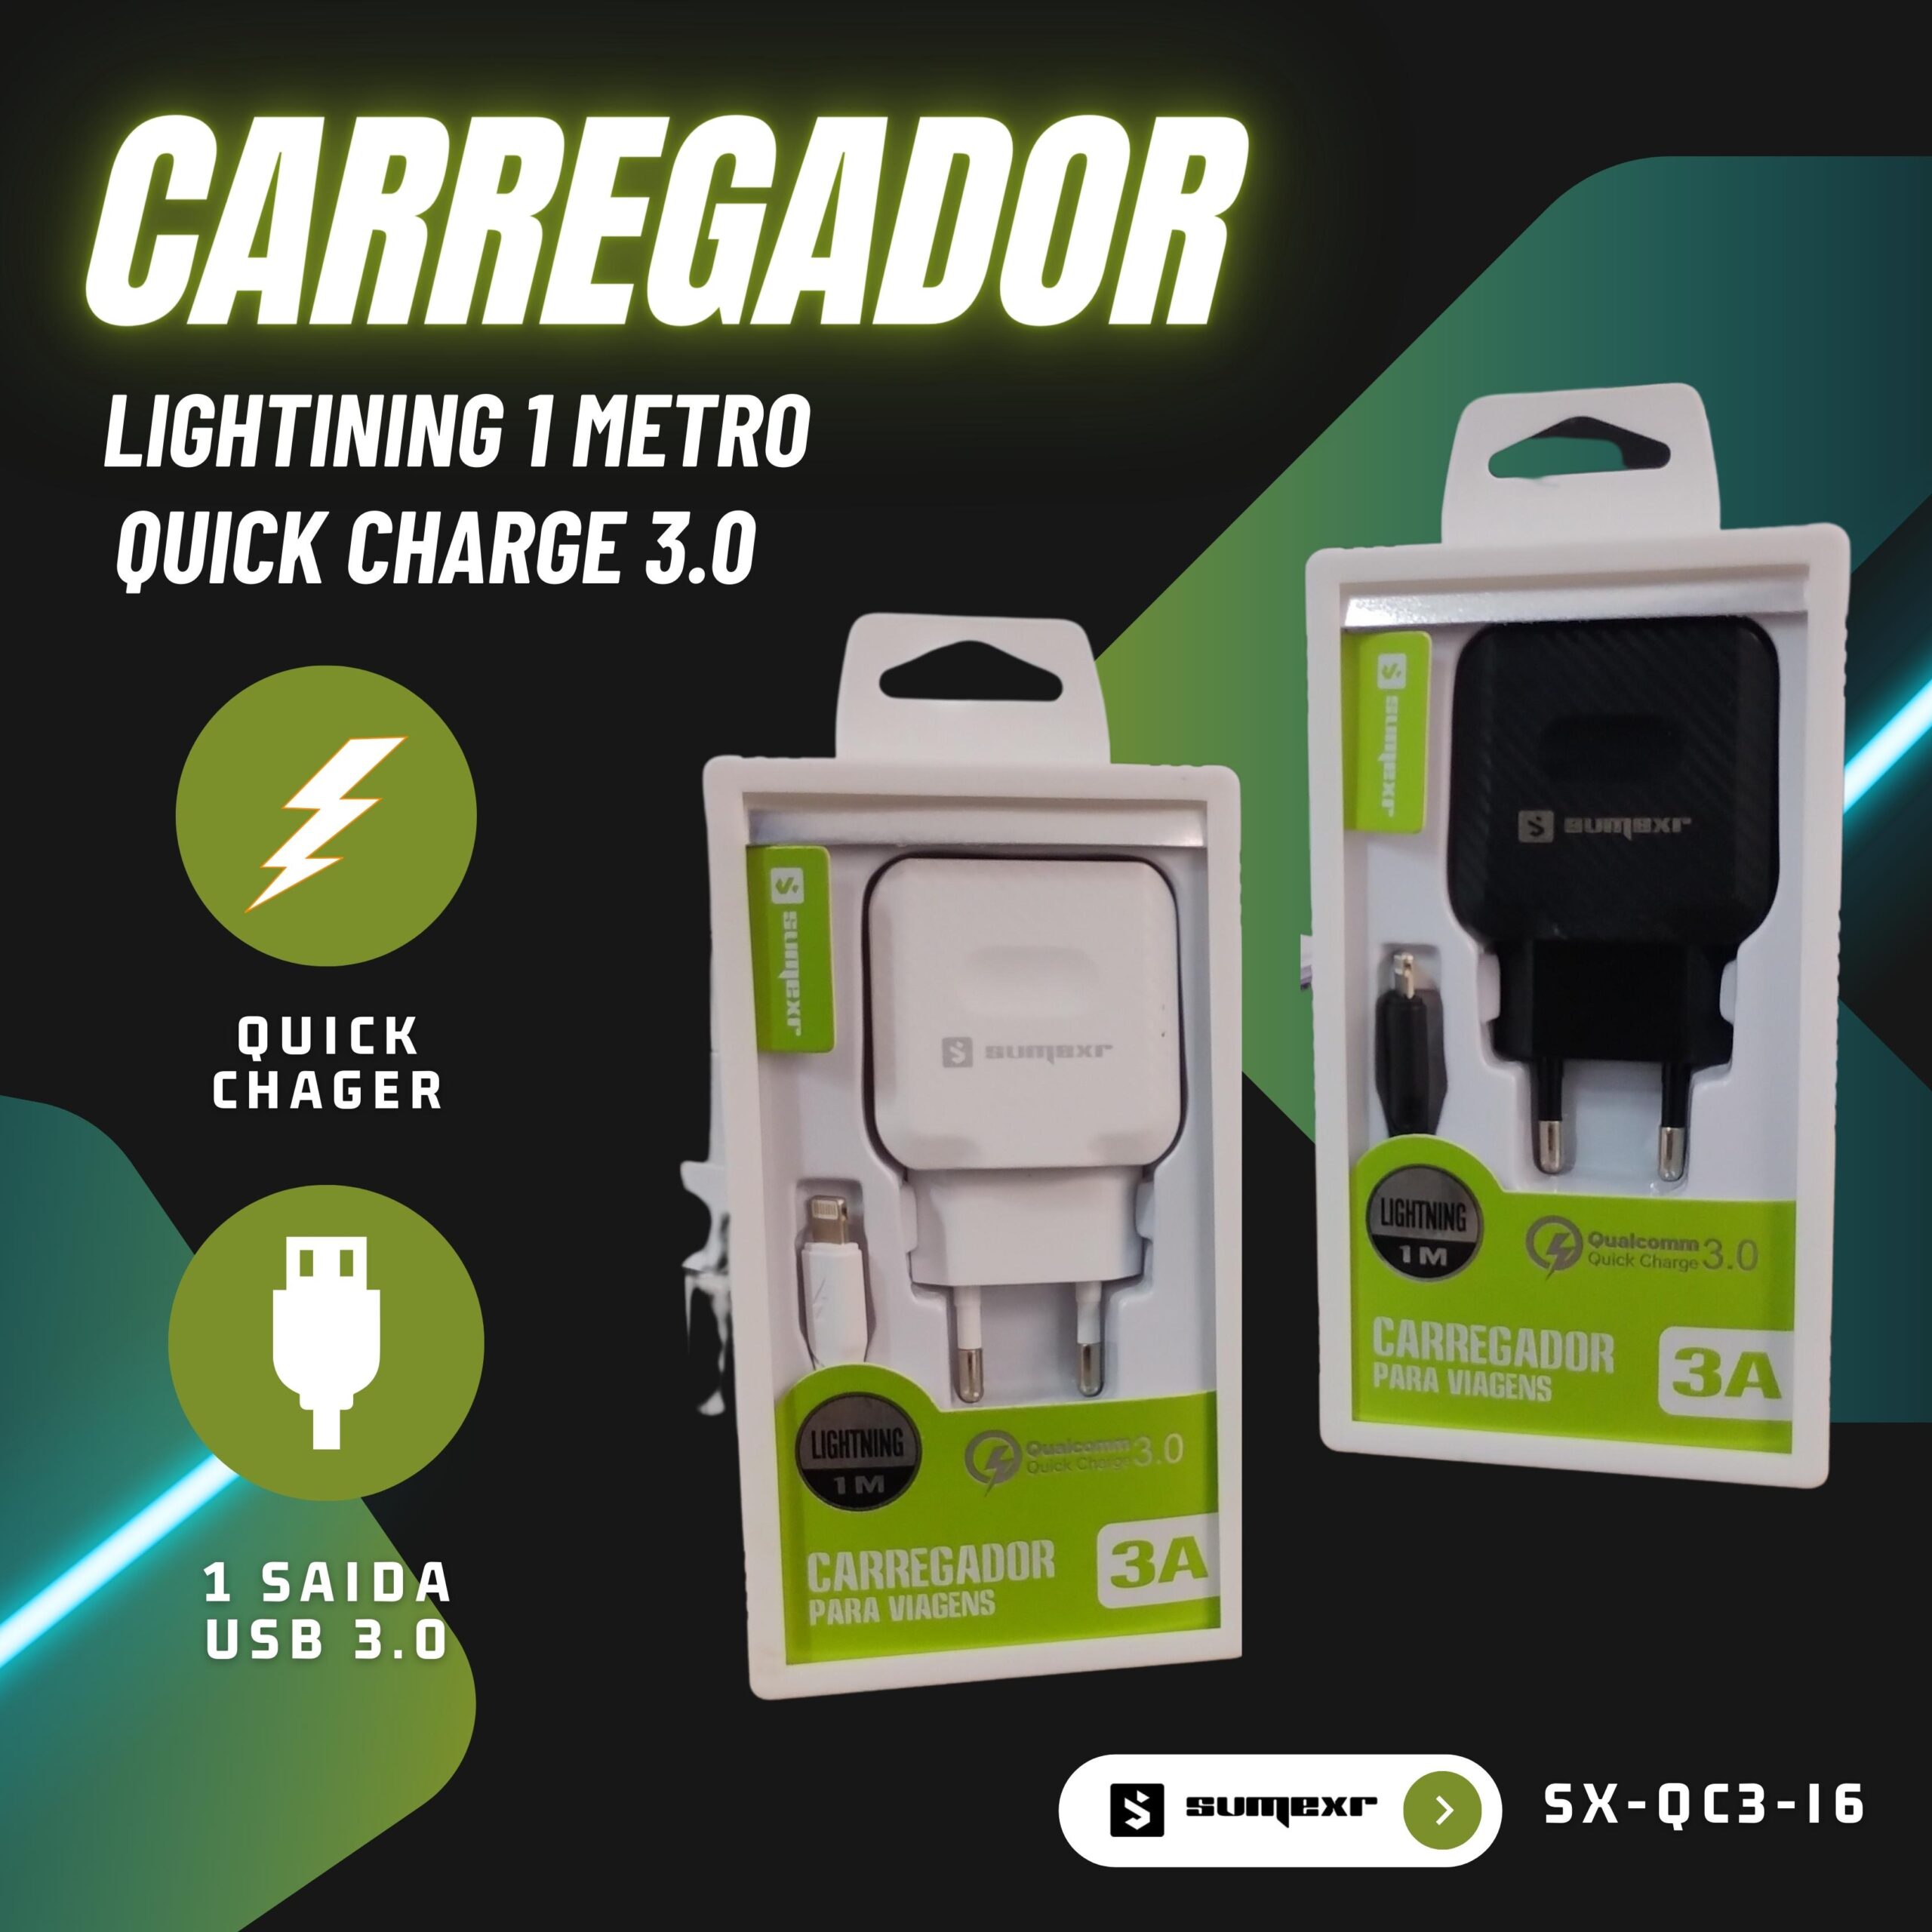 CARREGADOR
LIGHTINING 1 METRO
QUICK CHARGE 3.0
QUICK
CHAGER
1 SAIDA
USB 3.0
sumexr
sumexr
LIGHTNING
1M
Qualcomm
Quick Charge 3.0
CARREGADOR
PARA VIAGENS
3A
sumexr
sumexr
LIGHTNING
1M
Qualcomm
Quick Charge 3.0
CARREGADOR
PARA VIAGENS
3A
sumexr
SX-QC3-I6